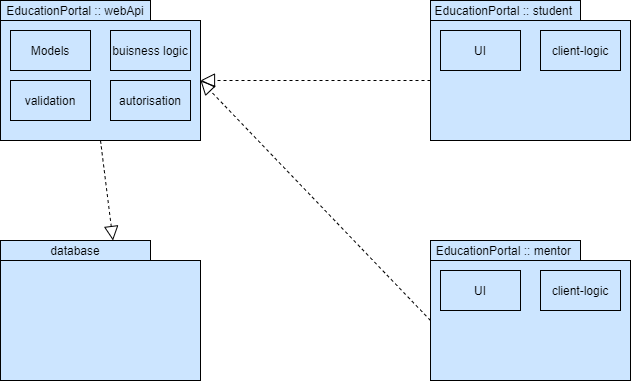 EducationPortal :: webApi
Models
buisness logic
validation
autorisation
EducationPortal :: student
UI
client-logic
database
EducationPortal :: mentor
UI
client-logic